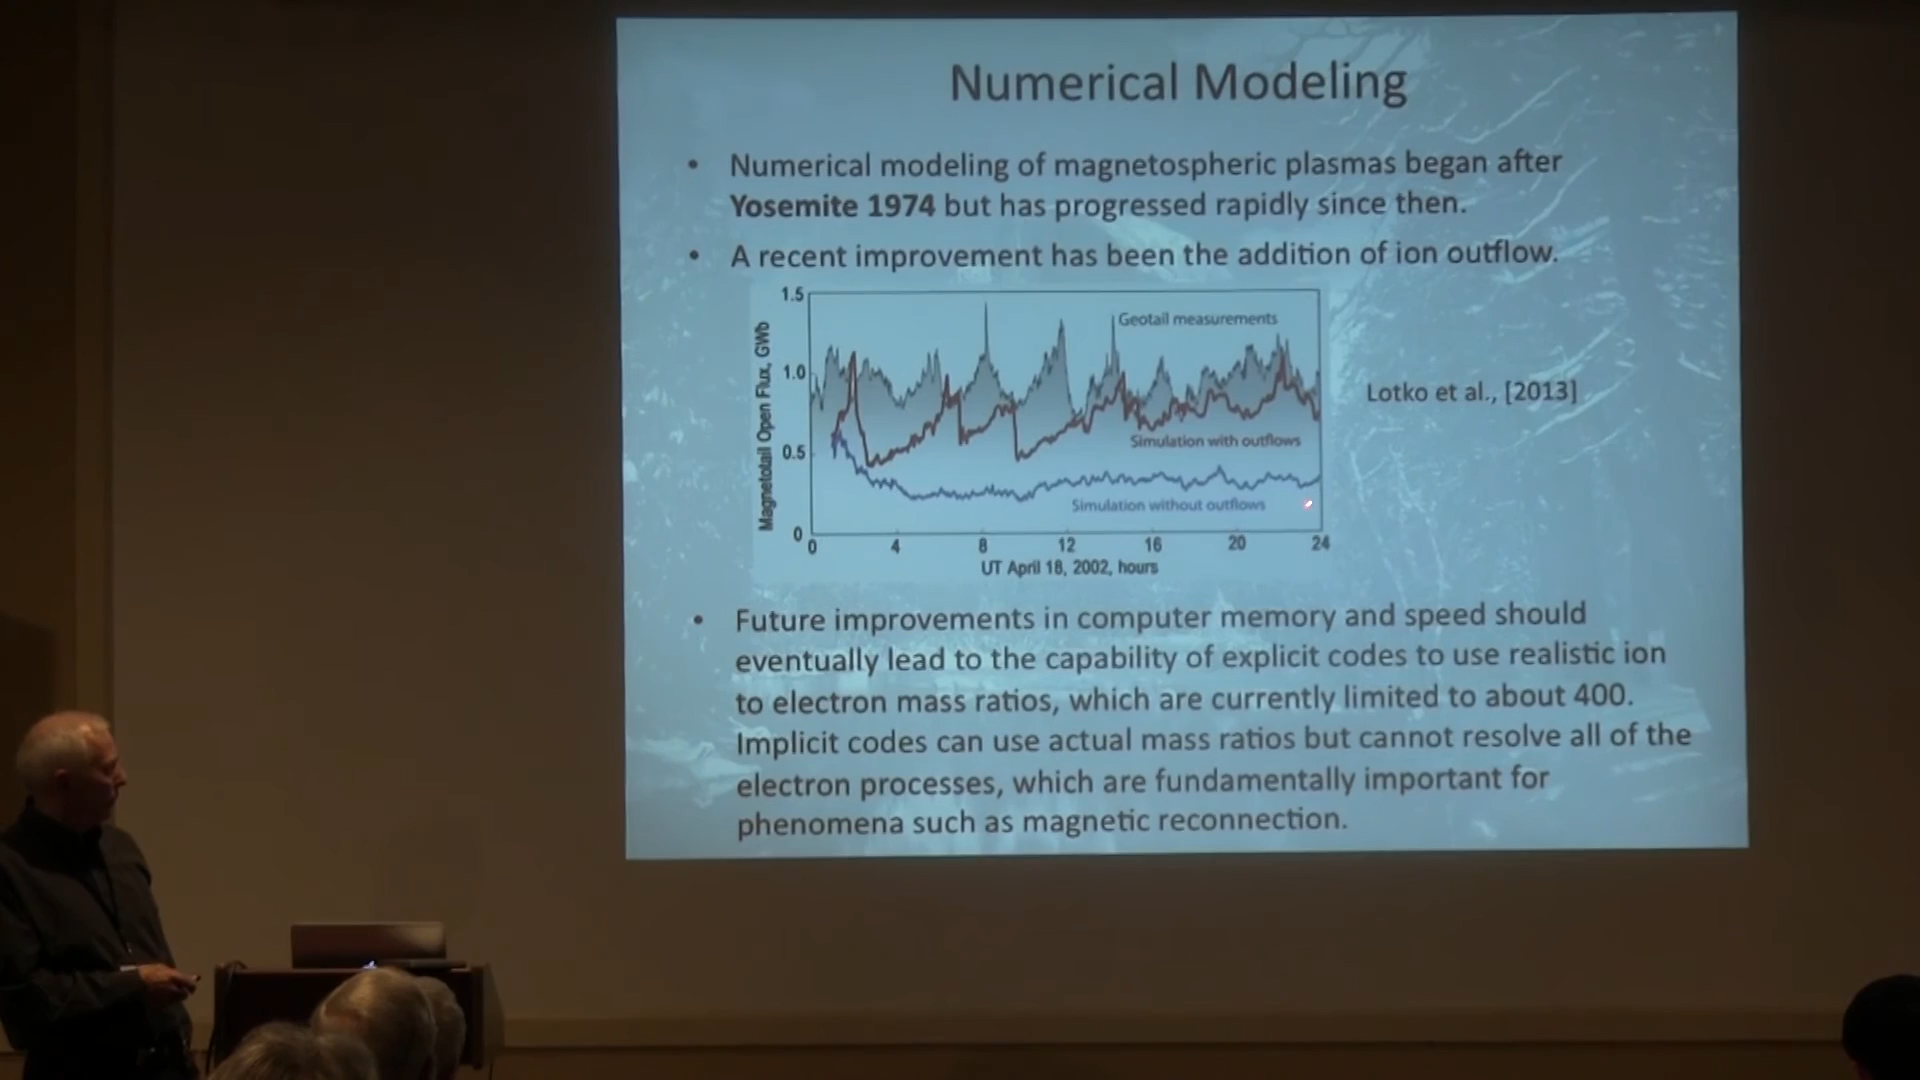 Numerical Modeling
• Numerical modeling of magnetospheric plasmas began after
Yosemite 1974 but has progressed rapidly since then.
• A recent improvement has been the addition of ion outflow.
1.5
1.0
0.5
0
Magnetotail Open Flux, GWb
Geotail measurements
Simulation with outflows
Simulation without outflows
0 4 8 12 16 20 24
UT April 18, 2002, hours
Lotko et al., [2013]
• Future improvements in computer memory and speed should
eventually lead to the capability of explicit codes to use realistic ion
to electron mass ratios, which are currently limited to about 400.
Implicit codes can use actual mass ratios but cannot resolve all of the
electron processes, which are fundamentally important for
phenomena such as magnetic reconnection.